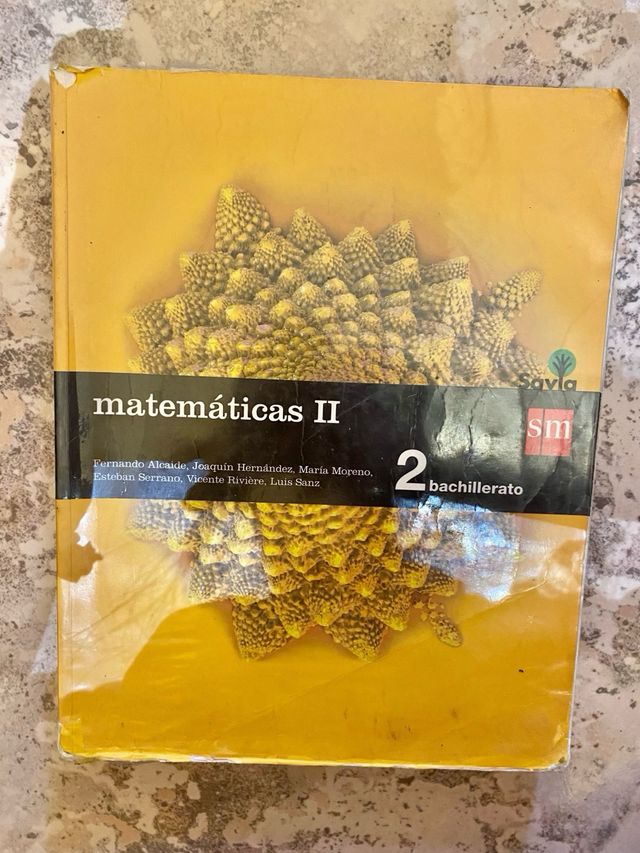 Savia
matemáticas II
sm
Fernando Alcaide, Joaquín Hernández, María Moreno,
Esteban Serrano, Vicente Rivière, Luis Sanz
2 bachillerato